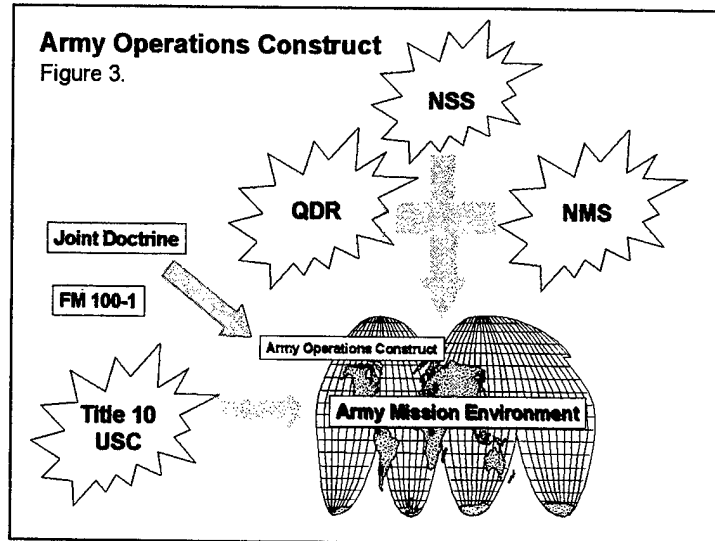 Army Operations Construct
Figure 3.
NSS
QDR
NMS
Joint Doctrine
FM 100-1
Army Operations Construct
Title 10
USC
Army Mission Environment